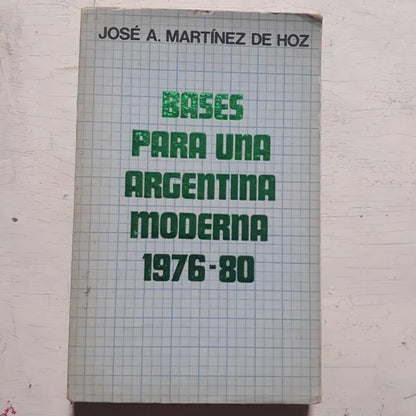 JOSÉ A. MARTÍNEZ DE HOZ
BASES
PARA UNA
ARGENTINA
MODERNA
1976-80